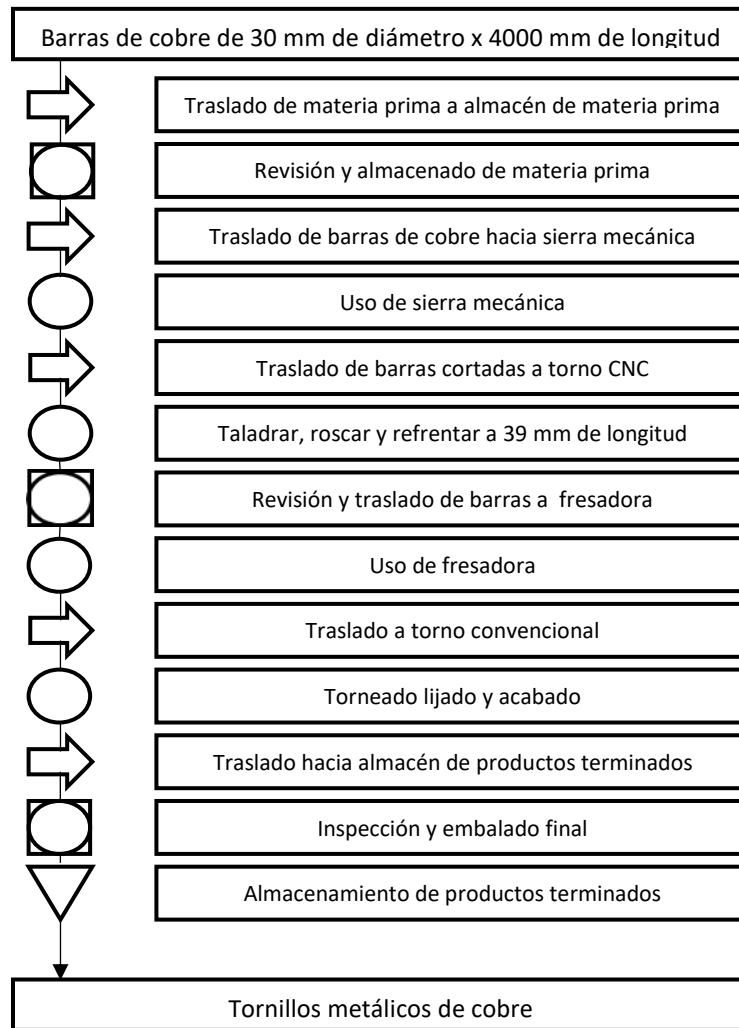 Barras de cobre de 30 mm de diámetro x 4000 mm de longitud
Traslado de materia prima a almacén de materia prima
Revisión y almacenado de materia prima
Traslado de barras de cobre hacia sierra mecánica
Uso de sierra mecánica
Traslado de barras cortadas a torno CNC
Taladrar, roscar y refrentar a 39 mm de longitud
Revisión y traslado de barras a fresadora
Uso de fresadora
Traslado a torno convencional
Torneado lijado y acabado
Traslado hacia almacén de productos terminados
Inspección y embalado final
Almacenamiento de productos terminados
Tornillos metálicos de cobre